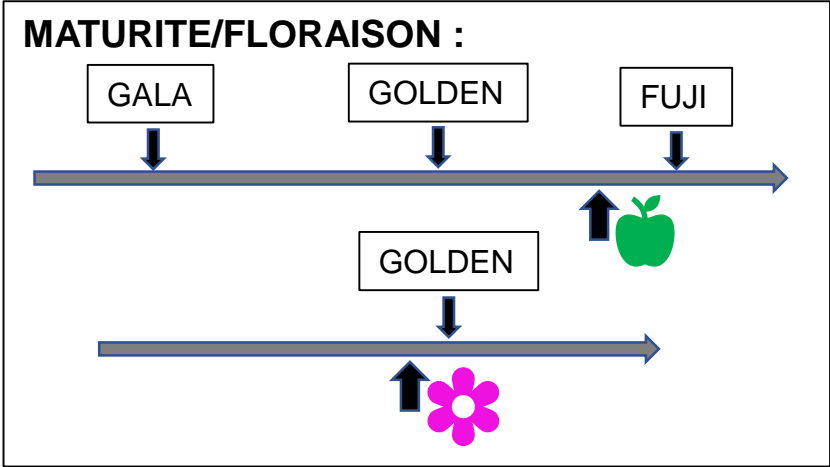 MATURITE/FLORAISON :
GALA
GOLDEN
FUJI
GOLDEN